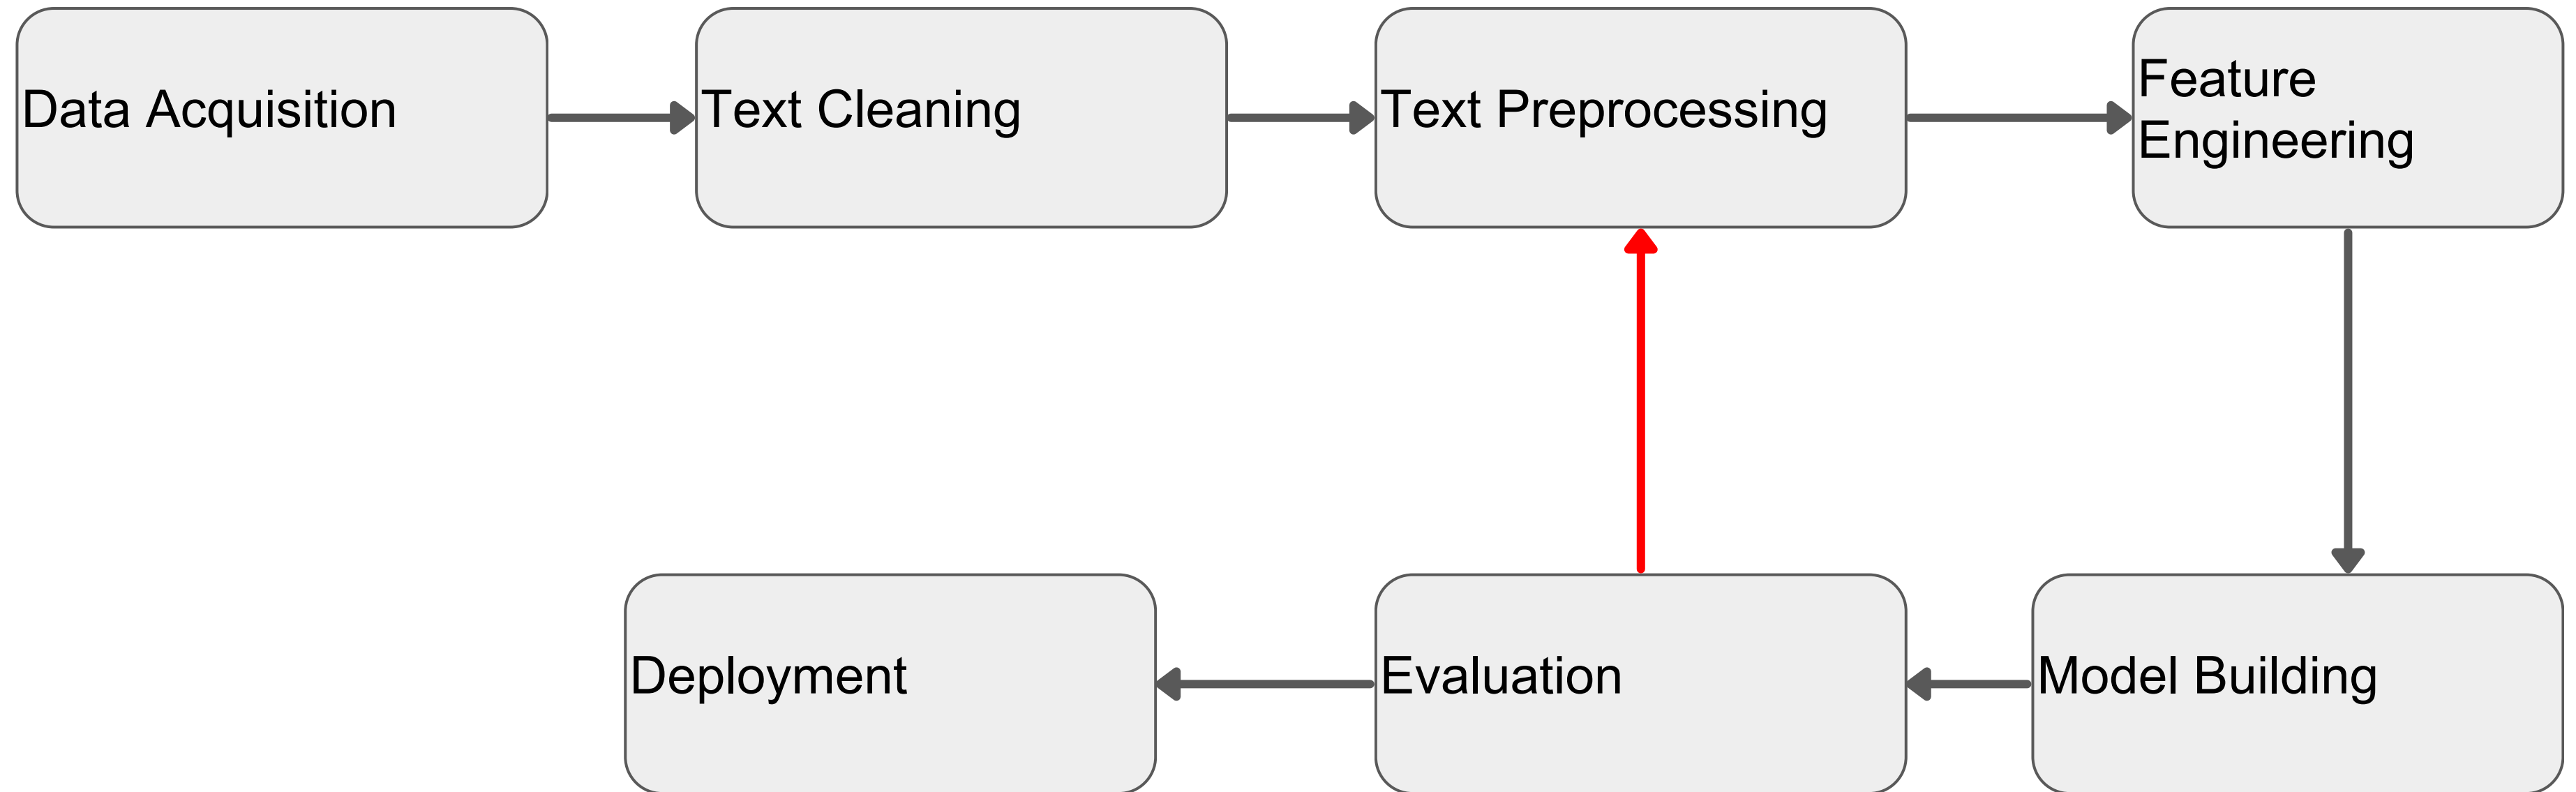 Data Acquisition
Text Cleaning
Text Preprocessing
Feature
Engineering
Deployment
Evaluation
Model Building